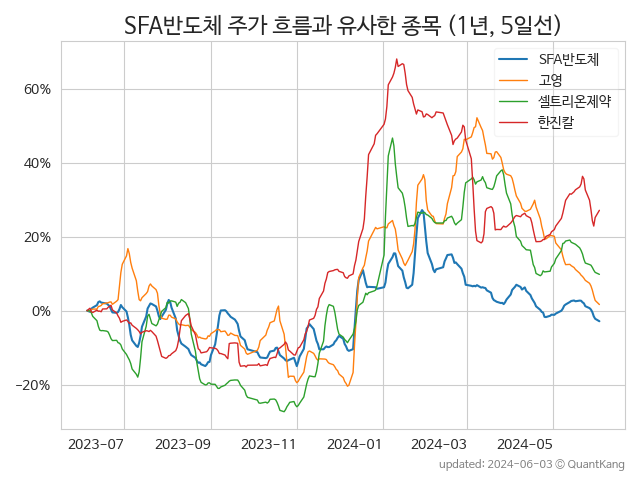 SFA반도체 주가 흐름과 유사한 종목 (1년, 5일선)
SFA반도체
고영
셀트리온제약
한진칼
60%
40%
20%
0%
−20%
2023-07
2023-09
2023-11
2024-01
2024-03
2024-05
updated: 2024-06-03 © QuantKang